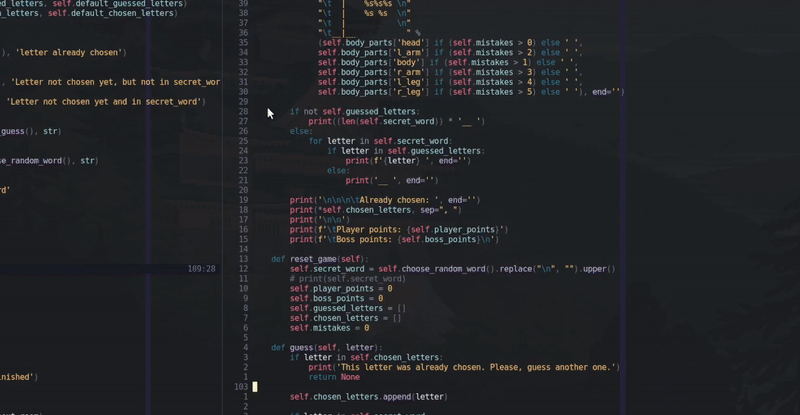 ed_letters, self.default_guessed_letters)
n_letters, self.default_chosen_letters)
), 'letter already chosen')
, 'Letter not chosen yet, but not in secret_wor
'Letter not chosen yet and in secret_word')
guess(), str)
se_random_word(), str)
rd'
109:28
inished')
39 "\t | %s%s%s \n"
38 "\t | %s %s \n"
37 "\t | \n"
36 "\t__|__ " %
35 (self.body_parts['head'] if (self.mistakes > 0) else ' ',
34 self.body_parts['l_arm'] if (self.mistakes > 2) else ' ',
33 self.body_parts['body'] if (self.mistakes > 1) else ' ',
32 self.body_parts['r_arm'] if (self.mistakes > 3) else ' ',
31 self.body_parts['l_leg'] if (self.mistakes > 4) else ' ',
30 self.body_parts['r_leg'] if (self.mistakes > 5) else ' '), end='')
29
28 if not self.guessed_letters:
27 print((len(self.secret_word)) * '__ ')
26 else:
25 for letter in self.secret_word:
24 if letter in self.guessed_letters:
23 print(f'{letter} ', end='')
22 else:
21 print('__ ', end='')
20
19 print('\n\n\n\tAlready chosen: ', end='')
18 print(*self.chosen_letters, sep=", ")
17 print('\n\n')
16 print(f'\tPlayer points: {self.player_points}')
15 print(f'\tBoss points: {self.boss_points}\n')
14
13 def reset_game(self):
12 self.secret_word = self.choose_random_word().replace("\n", "").upper()
11 # print(self.secret_word)
10 self.player_points = 0
9 self.boss_points = 0
8 self.guessed_letters = []
7 self.chosen_letters = []
6 self.mistakes = 0
5
4 def guess(self, letter):
3 if letter in self.chosen_letters:
2 print('This letter was already chosen. Please, guess another one.')
1 return None
103
1 self.chosen_letters.append(letter)
2